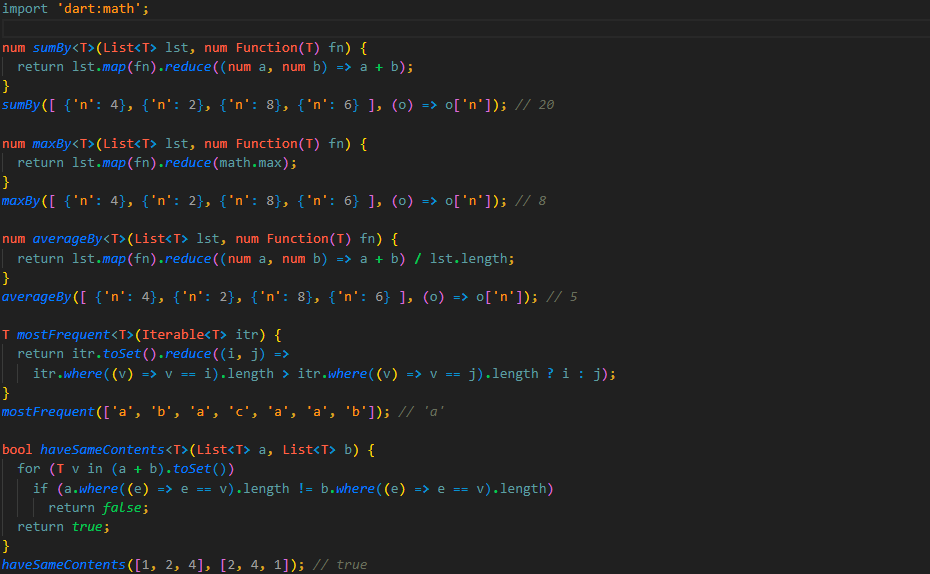 import 'dart:math';
num sumBy<T>(List<T> lst, num Function(T) fn) {
  return lst.map(fn).reduce((num a, num b) => a + b);
}
sumBy([ {'n': 4}, {'n': 2}, {'n': 8}, {'n': 6} ], (o) => o['n']); // 20
num maxBy<T>(List<T> lst, num Function(T) fn) {
  return lst.map(fn).reduce(math.max);
}
maxBy([ {'n': 4}, {'n': 2}, {'n': 8}, {'n': 6} ], (o) => o['n']); // 8
num averageBy<T>(List<T> lst, num Function(T) fn) {
  return lst.map(fn).reduce((num a, num b) => a + b) / lst.length;
}
averageBy([ {'n': 4}, {'n': 2}, {'n': 8}, {'n': 6} ], (o) => o['n']); // 5
T mostFrequent<T>(Iterable<T> itr) {
  return itr.toSet().reduce((i, j) =>
    itr.where((v) => v == i).length > itr.where((v) => v == j).length ? i : j);
}
mostFrequent(['a', 'b', 'a', 'c', 'a', 'a', 'b']); // 'a'
bool haveSameContents<T>(List<T> a, List<T> b) {
  for (T v in (a + b).toSet())
    if (a.where((e) => e == v).length != b.where((e) => e == v).length)
      return false;
  return true;
}
haveSameContents([1, 2, 4], [2, 4, 1]); // true